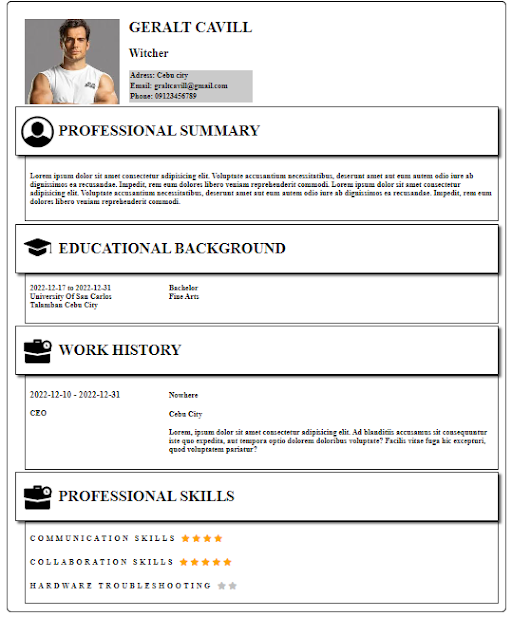 GERALT CAVILL
Witcher
Adress: Cebu city
Email: graltcavill@gmail.com
Phone: 09123456789
PROFESSIONAL SUMMARY
Lorem ipsum dolor sit amet consectetur adipisicing elit. Voluptate accusantium necessitatibus, deserunt amet aut eum autem odio iure ab
dignissimos ea recusandae. Impedit, rem eum dolores libero veniam reprehenderit commodi. Lorem ipsum dolor sit amet consectetur
adipisicing elit. Voluptate accusantium necessitatibus, deserunt amet aut eum autem odio iure ab dignissimos ea recusandae. Impedit, rem eum
dolores libero veniam reprehenderit commodi.
EDUCATIONAL BACKGROUND
2022-12-17 to 2022-12-31 Bachelor
University Of San Carlos Fine Arts
Talamban Cebu City
WORK HISTORY
2022-12-10 - 2022-12-31 Nowhere
CEO Cebu City
Lorem, ipsum dolor sit amet consectetur adipisicing elit. Ad blanditiis accusamus sit consequuntur
iste quo expedita, aut tempora optio dolorem doloribus voluptate? Facilis vitae fuga hic excepturi,
quod voluptatem pariatur?
PROFESSIONAL SKILLS
COMMUNICATION SKILLS
COLLABORATION SKILLS
HARDWARE TROUBLESHOOTING